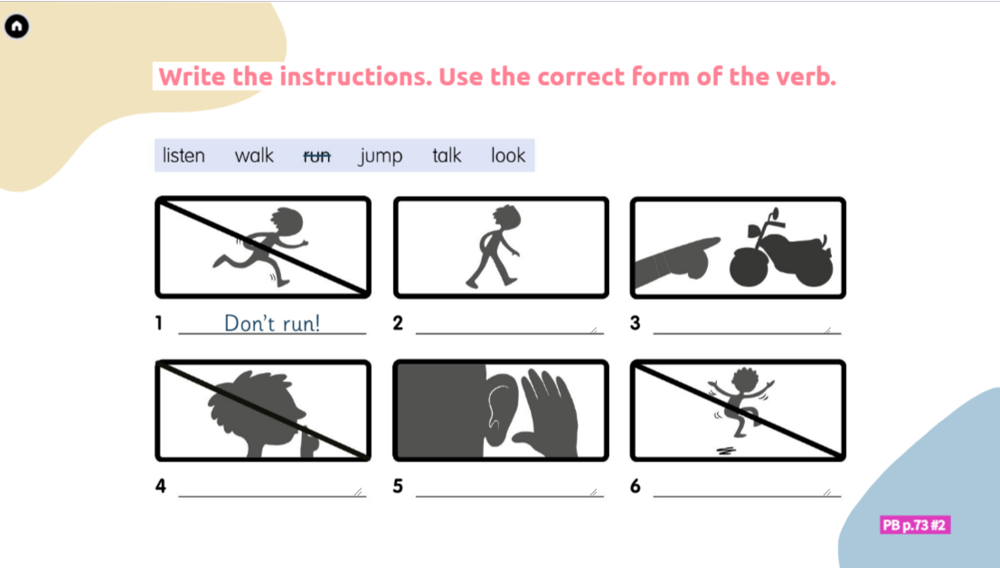 Write the instructions. Use the correct form of the verb.
listen walk run jump talk look
1 Don't run!
2
3
4
5
6
PB p.73 #2